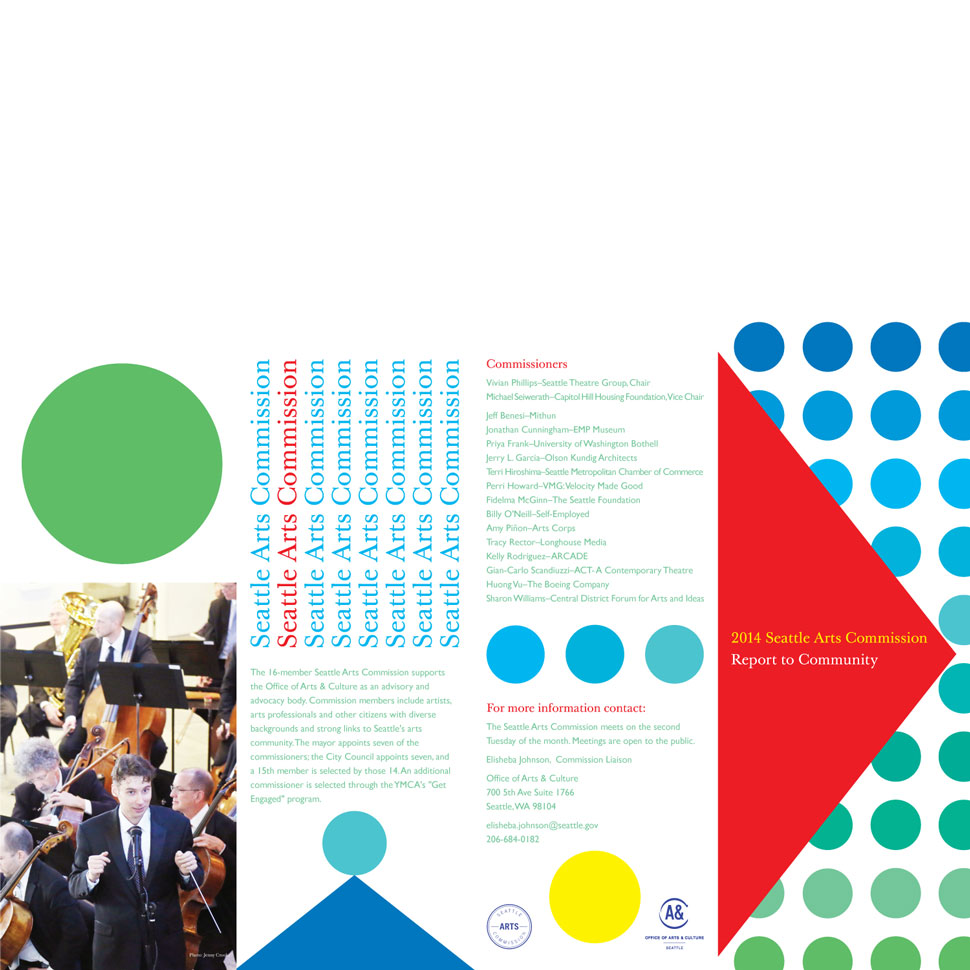 Seattle Arts Commission
Seattle Arts Commission
Seattle Arts Commission
Seattle Arts Commission
Seattle Arts Commission
Seattle Arts Commission
Seattle Arts Commission
Seattle Arts Commission
The 16-member Seattle Arts Commission supports
the Office of Arts & Culture as an advisory and
advocacy body. Commission members include artists,
arts professionals and other citizens with diverse
backgrounds and strong links to Seattle's arts
community. The mayor appoints seven of the
commissioners; the City Council appoints seven, and
a 15th member is selected by those 14. An additional
commissioner is selected through the YMCA's "Get
Engaged" program.
Photo: Jenny
Commissioners
Vivian Phillips–Seattle Theatre Group, Chair
Michael Seiwerath–Capitol Hill Housing Foundation, Vice Chair
Jeff Benesi–Mithun
Jonathan Cunningham–EMP Museum
Priya Frank–University of Washington Bothell
Jerry L. Garcia–Olson Kundig Architects
Terri Hiroshima–Seattle Metropolitan Chamber of Commerce
Perri Howard–VMG: Velocity Made Good
Fidelma McGinn–The Seattle Foundation
Billy O'Neill–Self-Employed
Amy Piñon–Arts Corps
Tracy Rector–Longhouse Media
Kelly Rodriguez–ARCADE
Gian-Carlo Scandiuzzi–ACT- A Contemporary Theatre
Huong Vu–The Boeing Company
Sharon Williams–Central District Forum for Arts and Ideas
For more information contact:
The Seattle Arts Commission meets on the second
Tuesday of the month. Meetings are open to the public.
Elisheba Johnson, Commission Liaison
Office of Arts & Culture
700 5th Ave Suite 1766
Seattle, WA 98104
elisheba.johnson@seattle.gov
206-684-0182
SEATTLE
ARTS
COMMISSION
A&
OFFICE OF ARTS & CULTURE
SEATTLE
2014 Seattle Arts Commission
Report to Community